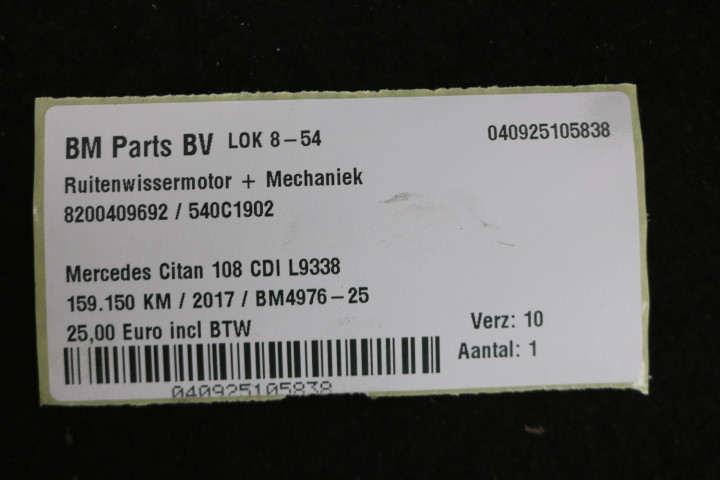 BM Parts BV LOK 8-54 040925105838
Ruitenwissermotor + Mechaniek
8200409692 / 540C1902
Mercedes Citan 108 CDI L9338
159.150 KM / 2017 / BM4976-25
25,00 Euro incl BTW
Verz: 10
Aantal: 1
040925105838